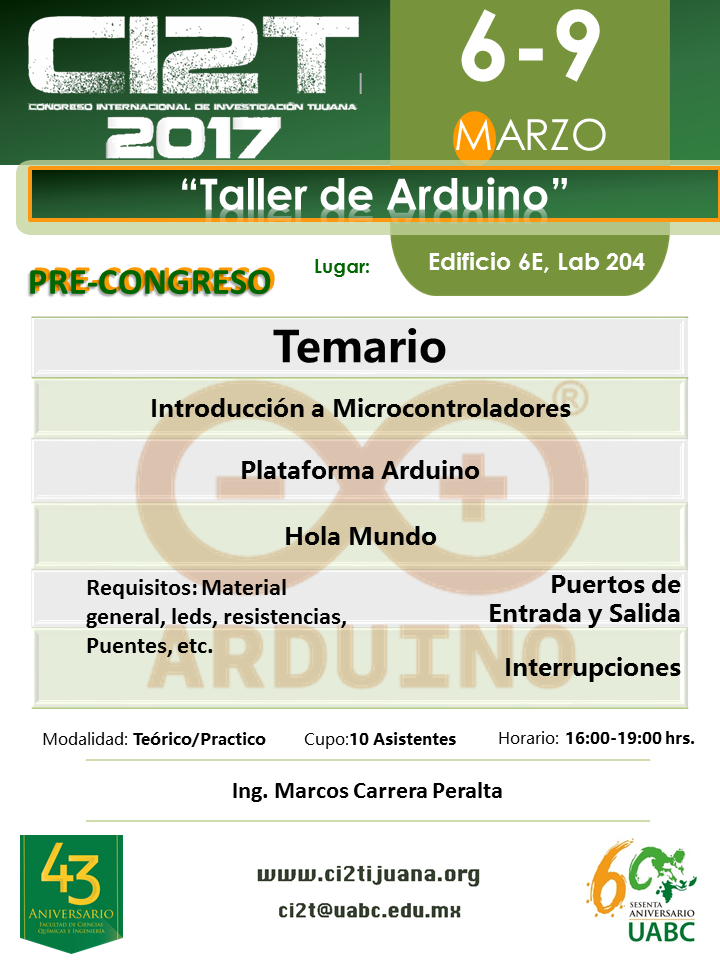 CI2T
CONGRESO INTERNACIONAL DE INVESTIGACIÓN TIJUANA
2017
6-9
MARZO
“Taller de Arduino”
PRE-CONGRESO
Lugar:
Edificio 6E, Lab 204
Temario
Introducción a Microcontroladores
®
Plataforma Arduino
Hola Mundo
Requisitos: Material
general, leds, resistencias,
Puentes, etc.
Puertos de
Entrada y Salida
Interrupciones
ARDUINO
Modalidad: Teórico/Practico
Cupo:10 Asistentes
Horario: 16:00-19:00 hrs.
Ing. Marcos Carrera Peralta
43
ANIVERSARIO
FACULTAD DE CIENCIAS
QUÍMICAS E INGENIERÍA
www.ci2tijuana.org
ci2t@uabc.edu.mx
60
SESENTA
ANIVERSARIO
UABC